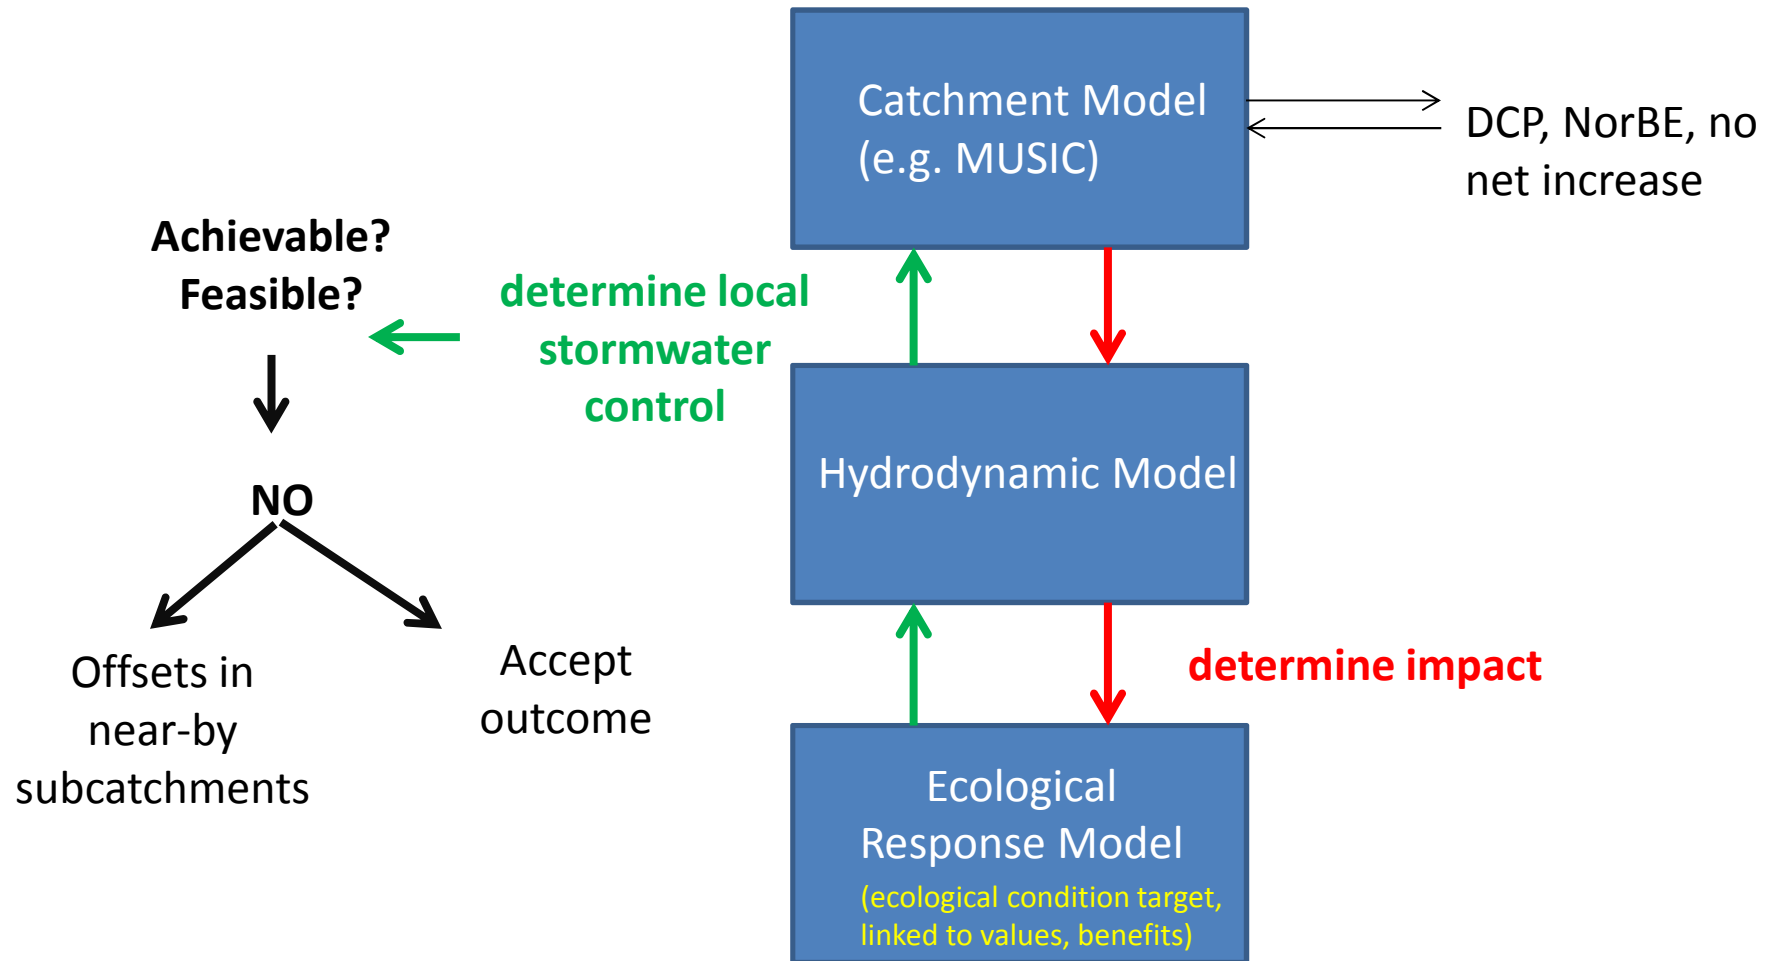 Catchment Model
(e.g. MUSIC)
DCP, NorBE, no
net increase
Achievable?
Feasible?
determine local
stormwater
control
NO
Hydrodynamic Model
Offsets in
near-by
subcatchments
Accept
outcome
determine impact
Ecological
Response Model
(ecological condition target,
linked to values, benefits)